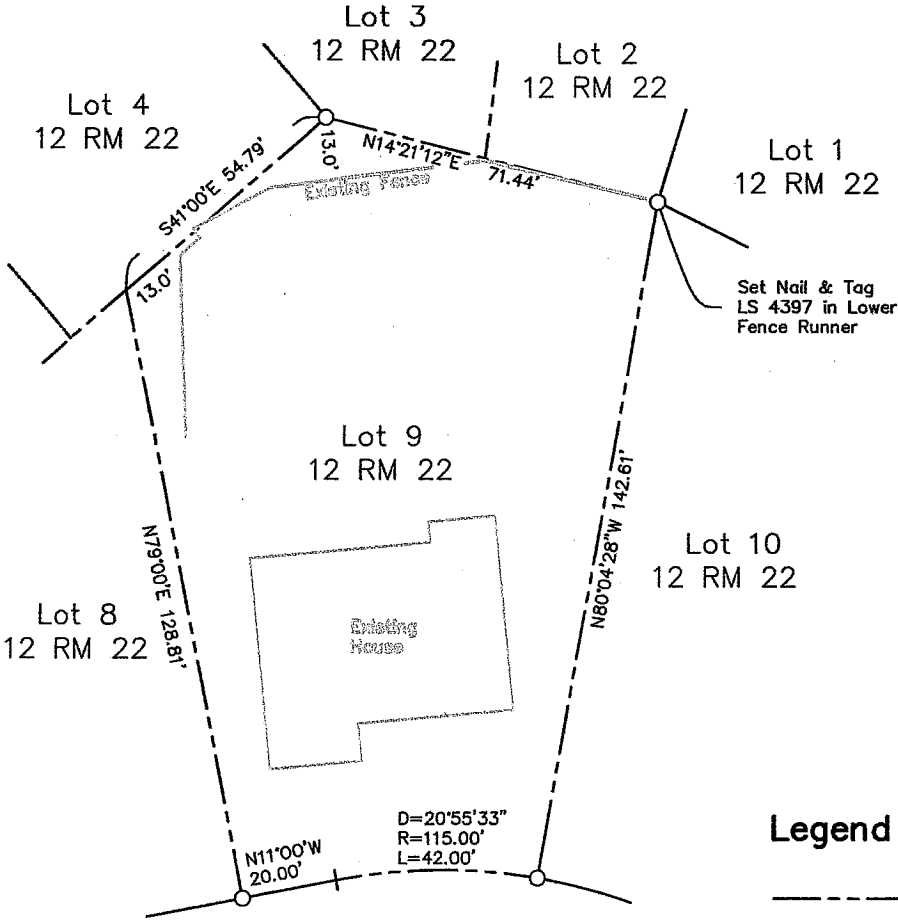 Lot 3
12 RM 22
Lot 2
12 RM 22
Lot 4
12 RM 22
Lot 1
12 RM 22
13.0'
N14°21'12"E
71.44'
Existing Fence
S41°00'E 54.79'
13.0'
Set Nail & Tag
LS 4397 in Lower
Fence Runner
Lot 9
12 RM 22
N79°00'E 128.81'
N80°04'28"W 142.61'
Lot 10
12 RM 22
Lot 8
12 RM 22
Existing
House
D=20°55'33"
R=115.00'
L=42.00'
N11°00'W
20.00'
Legend